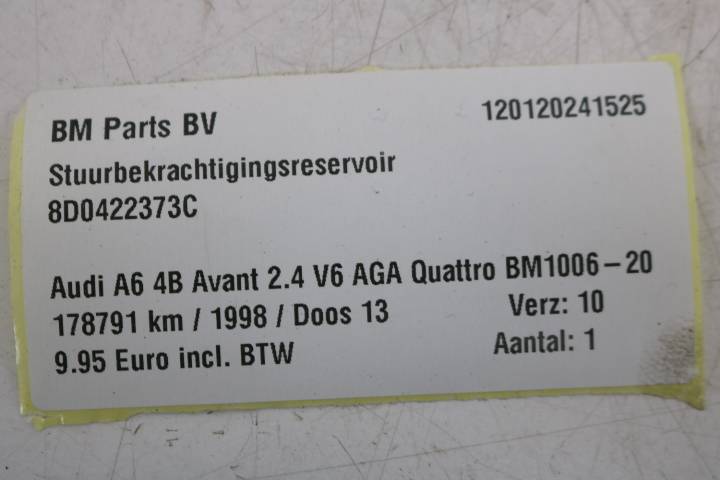 BM Parts BV 120120241525
Stuurbekrachtigingsreservoir
8D0422373C
Audi A6 4B Avant 2.4 V6 AGA Quattro BM1006-20
178791 km / 1998 / Doos 13 Verz: 10
9.95 Euro incl. BTW Aantal: 1